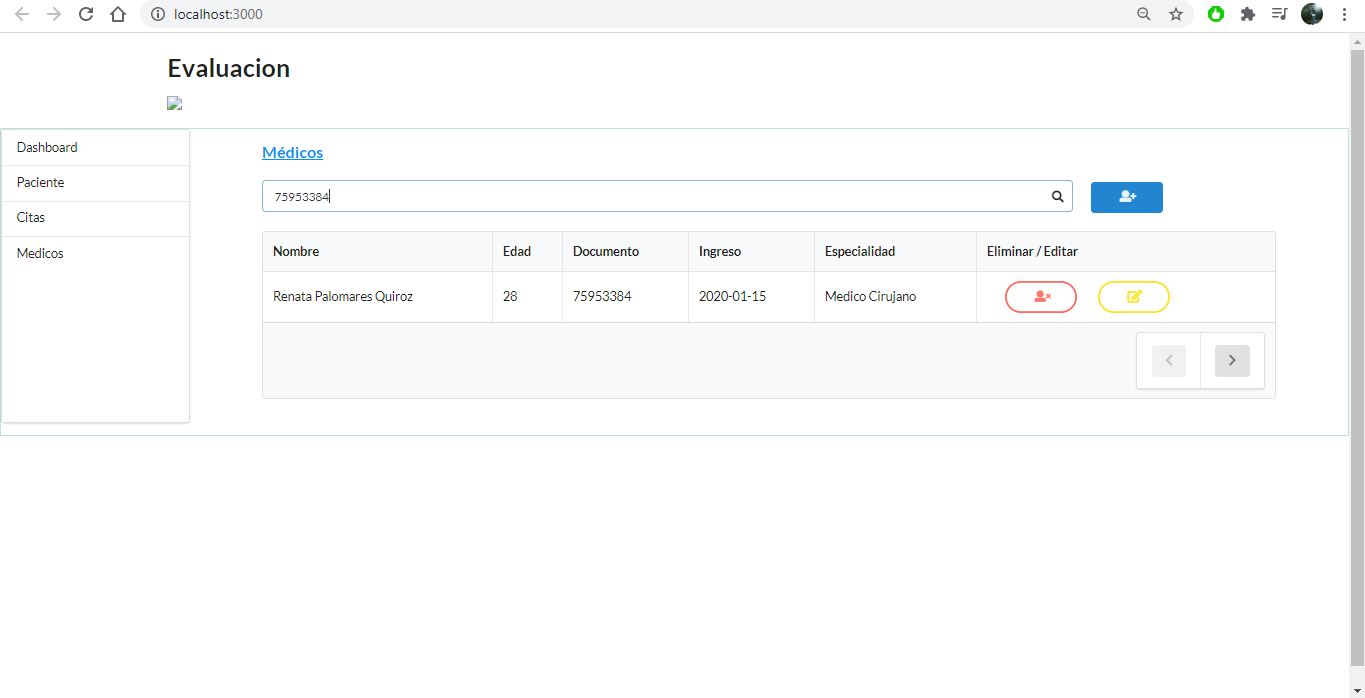 localhost:3000
Evaluacion
Dashboard
Paciente
Citas
Medicos
Médicos
75953384
Nombre Edad Documento Ingreso Especialidad Eliminar / Editar
Renata Palomares Quiroz 28 75953384 2020-01-15 Medico Cirujano